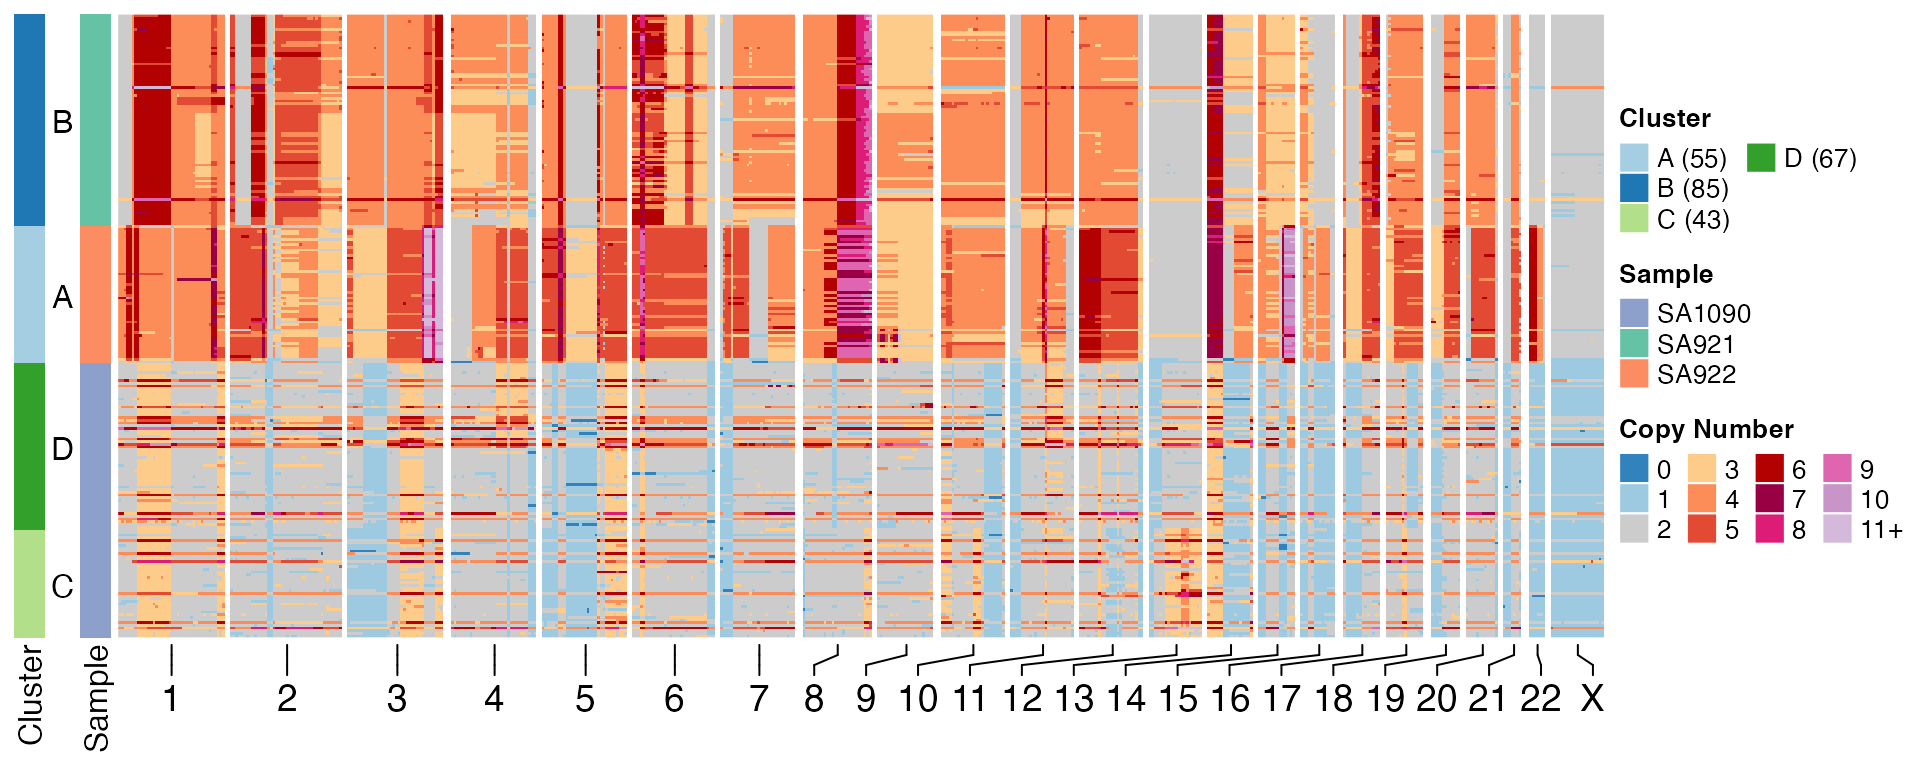 B
A
D
C
Cluster
Sample
1 2 3 4 5 6 7 8 9 10 11 12 13 14 15 16 17 18 19 20 21 22 X
Cluster
A (55) D (67)
B (85)
C (43)
Sample
SA1090
SA921
SA922
Copy Number
0 3 6 9
1 4 7 10
2 5 8 11+